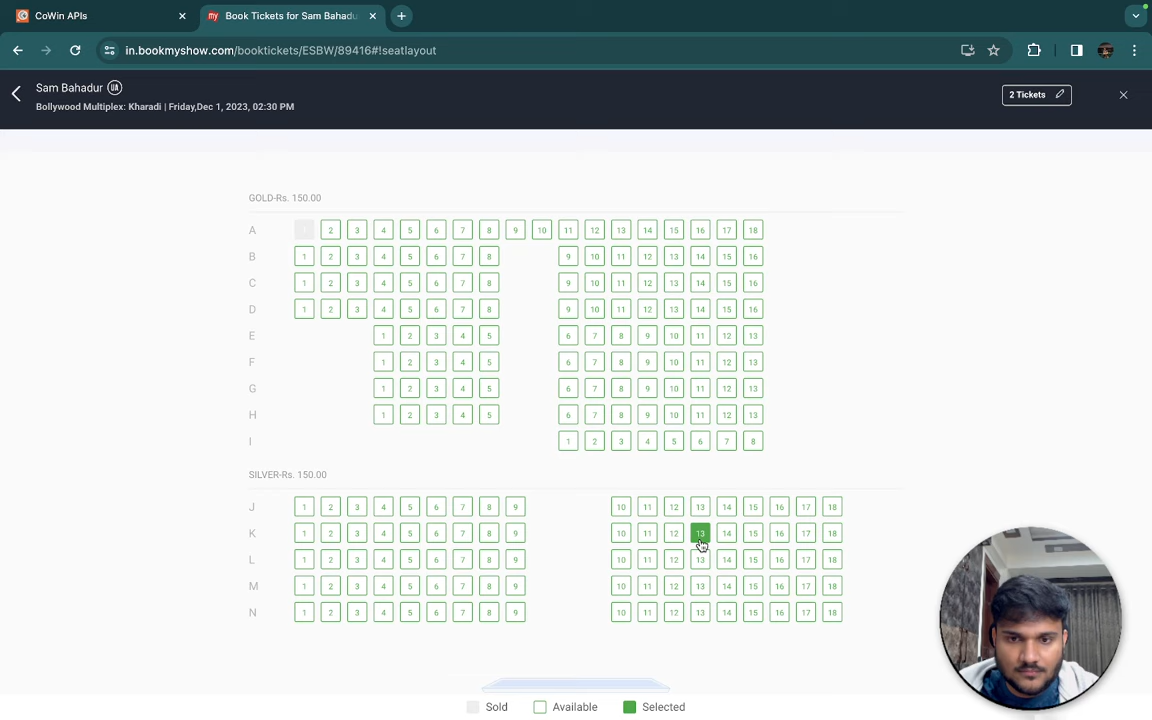 CoWin APIs
my Book Tickets for Sam Bahadu
in.bookmyshow.com/booktickets/ESBW/89416#!seatlayout
Sam Bahadur UA
Bollywood Multiplex: Kharadi | Friday,Dec 1, 2023, 02:30 PM
2 Tickets
GOLD-Rs. 150.00
A 1 2 3 4 5 6 7 8 9 10 11 12 13 14 15 16 17 18
B 1 2 3 4 5 6 7 8 9 10 11 12 13 14 15 16
C 1 2 3 4 5 6 7 8 9 10 11 12 13 14 15 16
D 1 2 3 4 5 6 7 8 9 10 11 12 13 14 15 16
E 1 2 3 4 5 6 7 8 9 10 11 12 13
F 1 2 3 4 5 6 7 8 9 10 11 12 13
G 1 2 3 4 5 6 7 8 9 10 11 12 13
H 1 2 3 4 5 6 7 8 9 10 11 12 13
I 1 2 3 4 5 6 7 8
SILVER-Rs. 150.00
J 1 2 3 4 5 6 7 8 9 10 11 12 13 14 15 16 17 18
K 1 2 3 4 5 6 7 8 9 10 11 12 13 14 15 16 17 18
L 1 2 3 4 5 6 7 8 9 10 11 12 13 14 15 16 17 18
M 1 2 3 4 5 6 7 8 9 10 11 12 13 14 15 16 17 18
N 1 2 3 4 5 6 7 8 9 10 11 12 13 14 15 16 17 18
Sold Available Selected